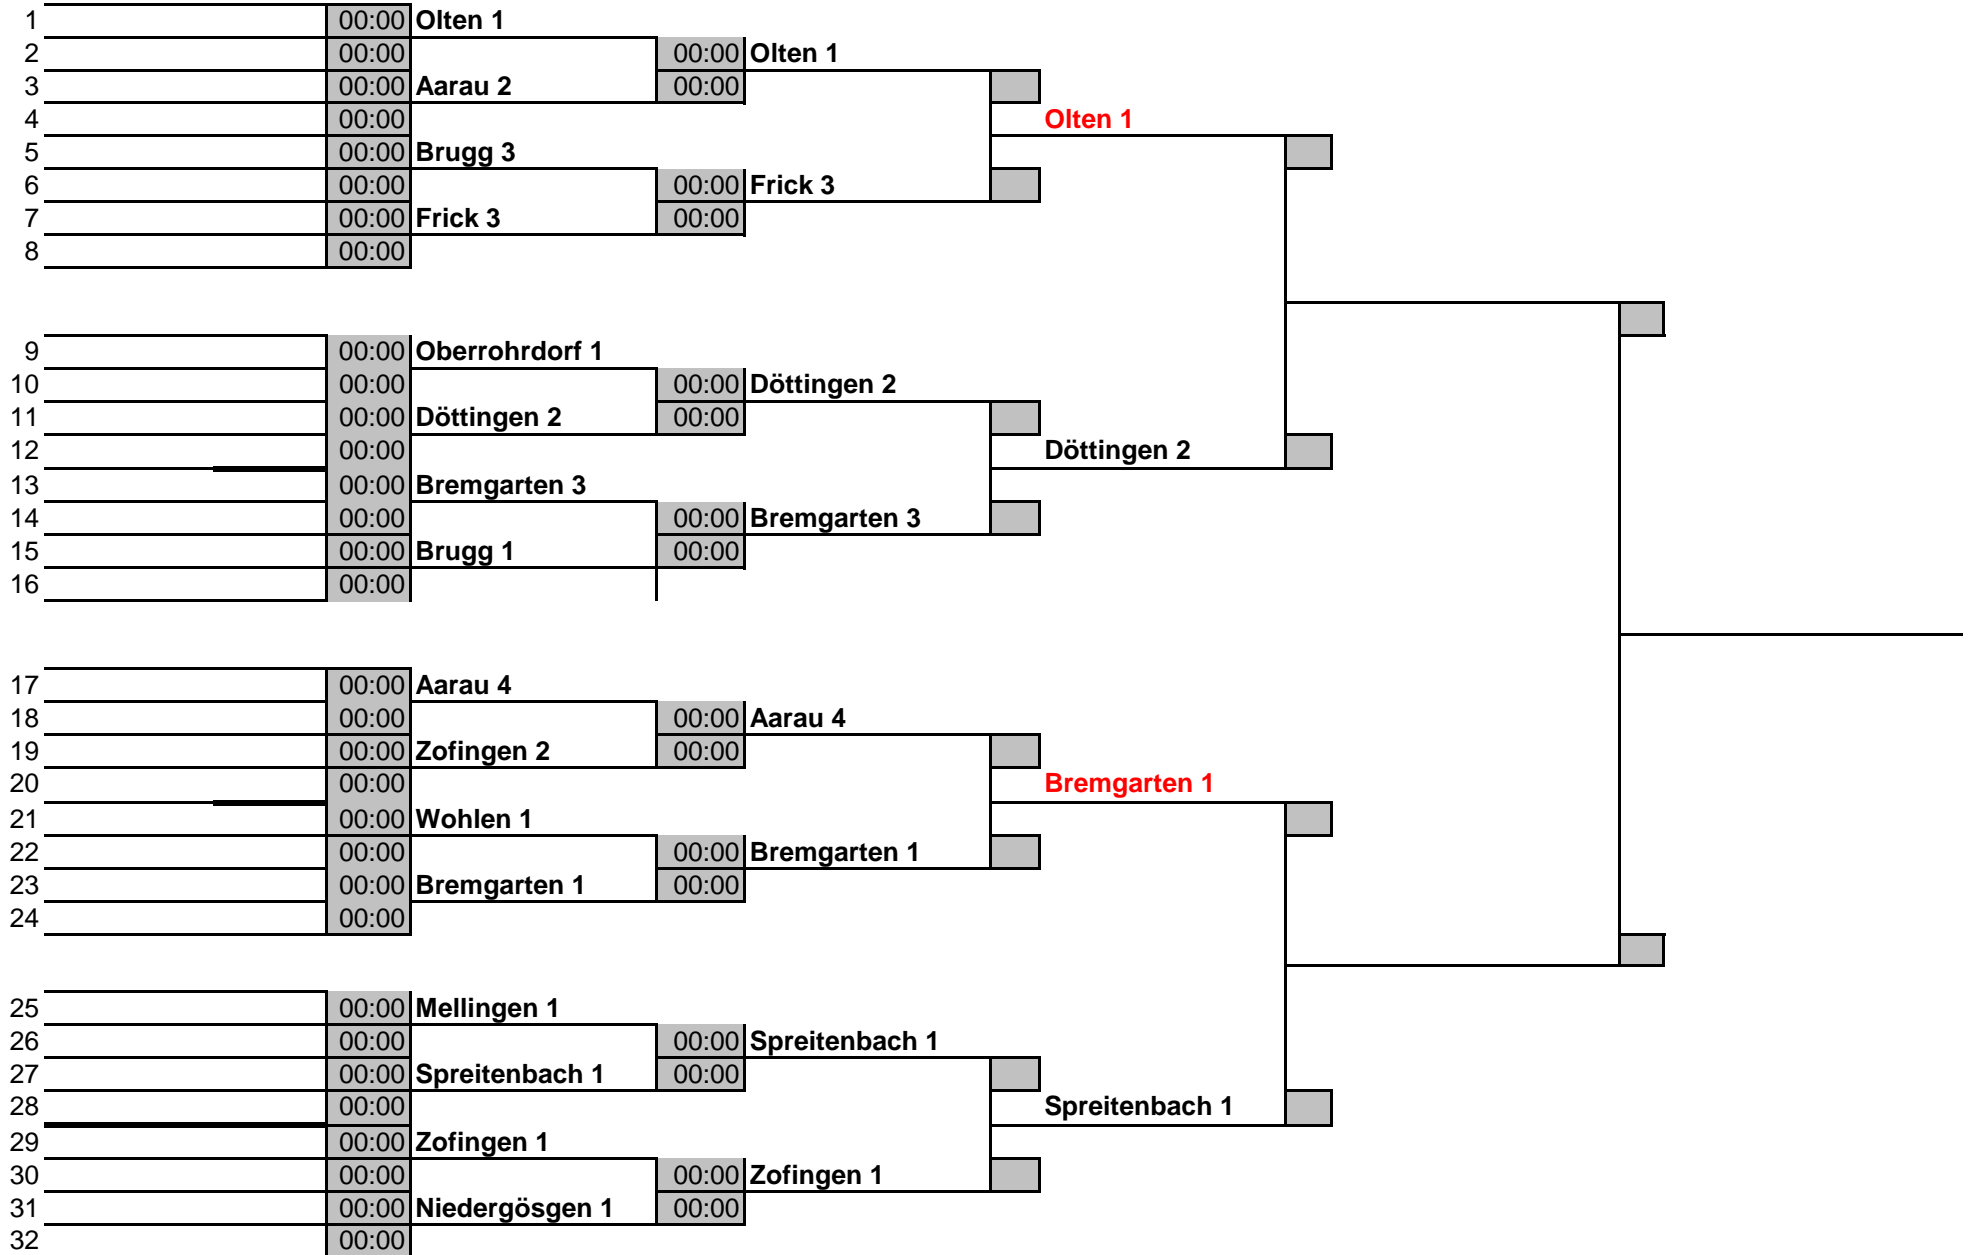 1 00:00 Olten 1
2 00:00 00:00 Olten 1
3 00:00 Aarau 2 00:00
4 00:00 Olten 1
5 00:00 Brugg 3
6 00:00 00:00 Frick 3
7 00:00 Frick 3 00:00
8 00:00
9 00:00 Oberrohrdorf 1
10 00:00 00:00 Döttingen 2
11 00:00 Döttingen 2 00:00
12 00:00 Döttingen 2
13 00:00 Bremgarten 3
14 00:00 00:00 Bremgarten 3
15 00:00 Brugg 1 00:00
16 00:00
17 00:00 Aarau 4
18 00:00 00:00 Aarau 4
19 00:00 Zofingen 2 00:00
20 00:00 Bremgarten 1
21 00:00 Wohlen 1
22 00:00 00:00 Bremgarten 1
23 00:00 Bremgarten 1 00:00
24 00:00
25 00:00 Mellingen 1
26 00:00 00:00 Spreitenbach 1
27 00:00 Spreitenbach 1 00:00
28 00:00 Spreitenbach 1
29 00:00 Zofingen 1
30 00:00 00:00 Zofingen 1
31 00:00 Niedergösgen 1 00:00
32 00:00